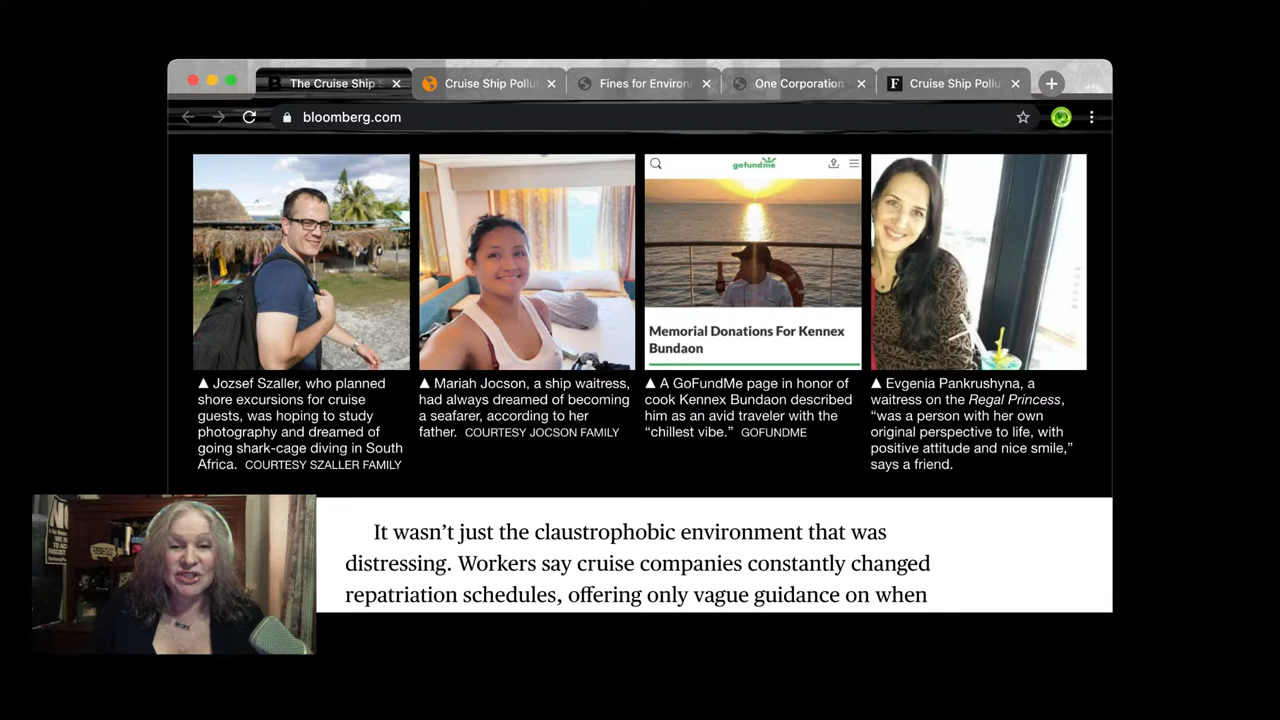 The Cruise Ship S
Cruise Ship Pollu
Fines for Environ
One Corporation
Cruise Ship Pollu
bloomberg.com
gofundme
Memorial Donations For Kennex
Bundaon
▲ Jozsef Szaller, who planned
shore excursions for cruise
guests, was hoping to study
photography and dreamed of
going shark-cage diving in South
Africa. COURTESY SZALLER FAMILY
▲ Mariah Jocson, a ship waitress,
had always dreamed of becoming
a seafarer, according to her
father. COURTESY JOCSON FAMILY
▲ A GoFundMe page in honor of
cook Kennex Bundaon described
him as an avid traveler with the
“chillest vibe.” GOFUNDME
▲ Evgenia Pankrushyna, a
waitress on the Regal Princess,
“was a person with her own
original perspective to life, with
positive attitude and nice smile,”
says a friend.
It wasn’t just the claustrophobic environment that was
distressing. Workers say cruise companies constantly changed
repatriation schedules, offering only vague guidance on when